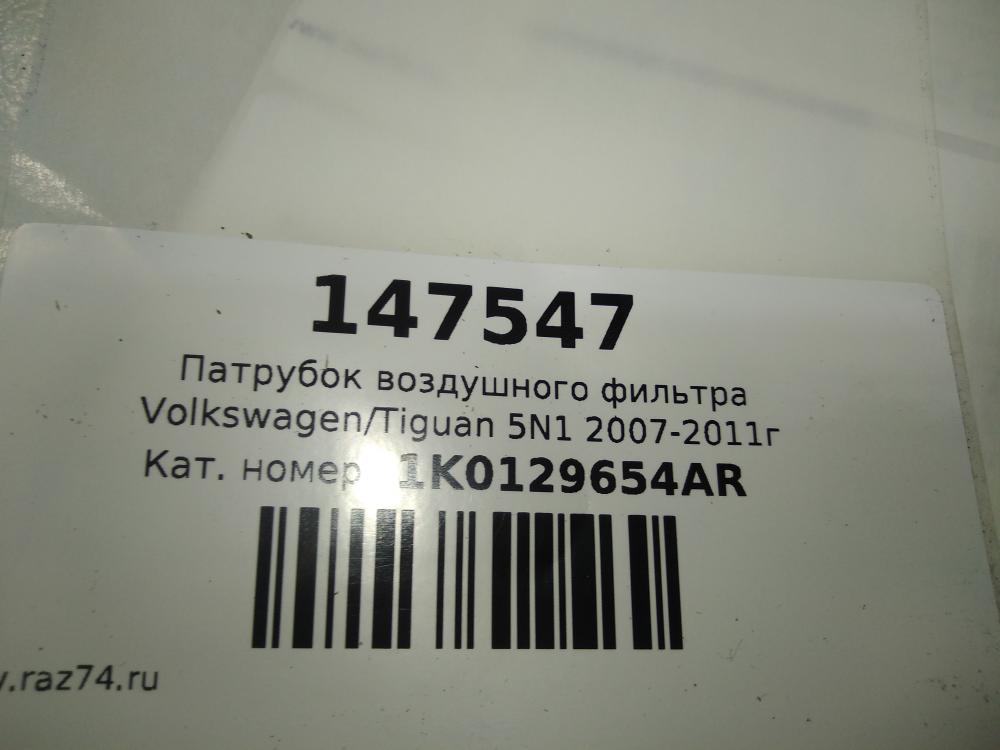 147547
Патрубок воздушного фильтра
Volkswagen/Tiguan 5N1 2007-2011г
Кат. номер 1K0129654AR
.raz74.ru